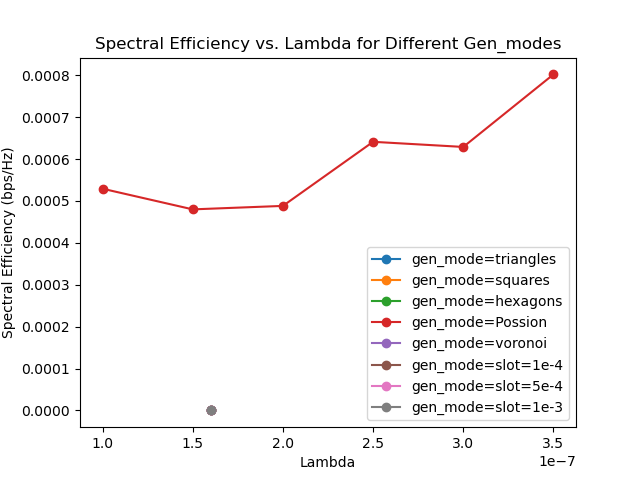 Spectral Efficiency vs. Lambda for Different Gen_modes
Spectral Efficiency (bps/Hz)
0.0008
0.0007
0.0006
0.0005
0.0004
0.0003
0.0002
0.0001
0.0000
gen_mode=triangles
gen_mode=squares
gen_mode=hexagons
gen_mode=Possion
gen_mode=voronoi
gen_mode=slot=1e-4
gen_mode=slot=5e-4
gen_mode=slot=1e-3
1.0 1.5 2.0 2.5 3.0 3.5
1e−7
Lambda